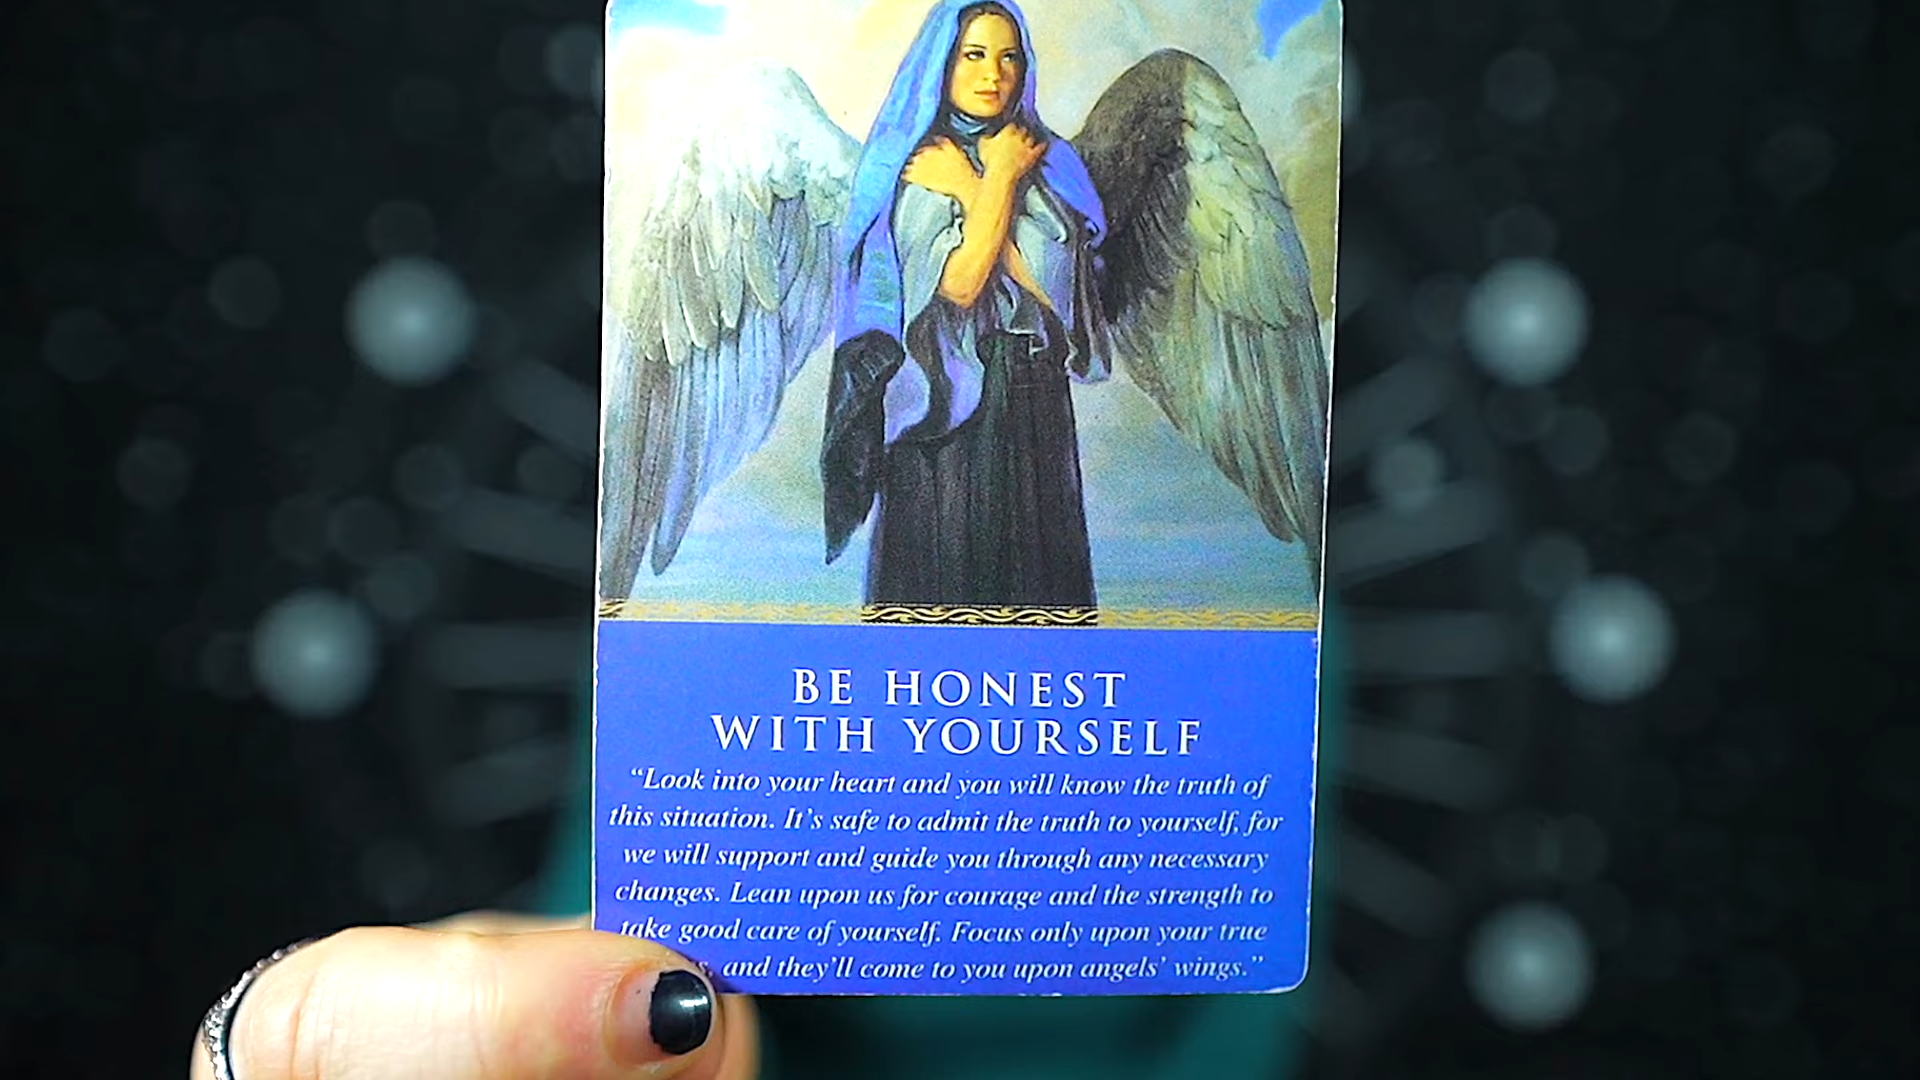 BE HONEST
WITH YOURSELF
“Look into your heart and you will know the truth of
this situation. It’s safe to admit the truth to yourself, for
we will support and guide you through any necessary
changes. Lean upon us for courage and the strength to
take good care of yourself. Focus only upon your true
and they’ll come to you upon angels’ wings.”